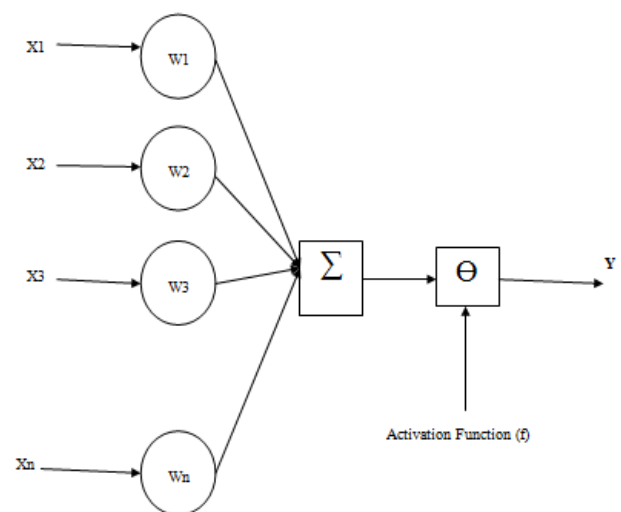 X1
W1
X2
W2
X3
W3
∑
Θ
Y
Activation Function (f)
Xn
Wn